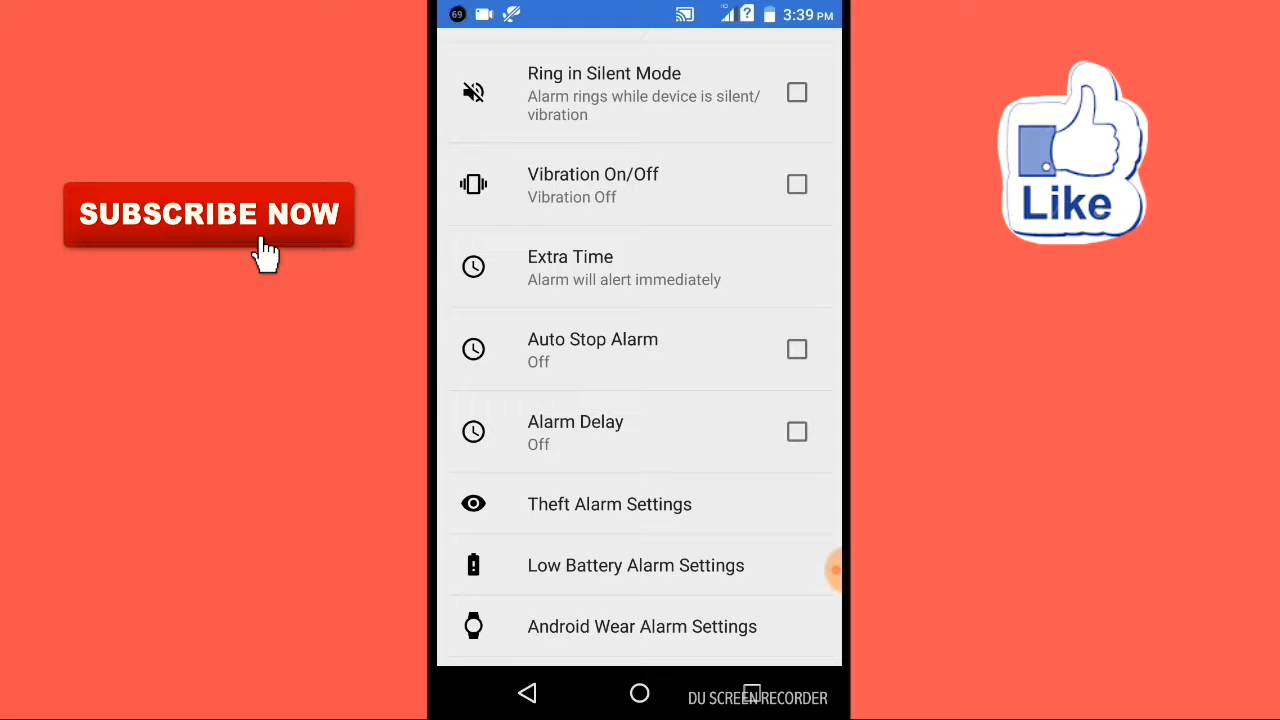 69
?
3:39 PM
Ring in Silent Mode
Alarm rings while device is silent/
vibration
Vibration On/Off
Vibration Off
Extra Time
Alarm will alert immediately
Auto Stop Alarm
Off
Alarm Delay
Off
Theft Alarm Settings
Low Battery Alarm Settings
Android Wear Alarm Settings
DU SCREEN RECORDER
SUBSCRIBE NOW
Like